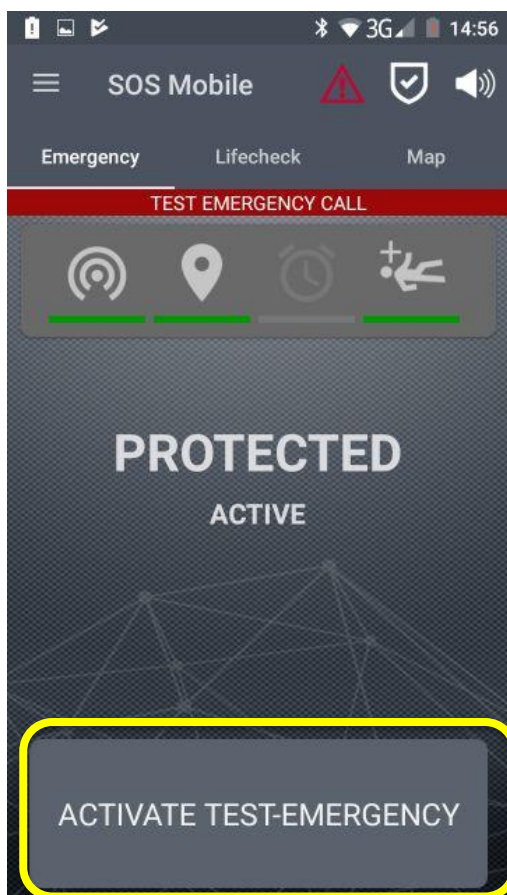 3G 14:56
SOS Mobile
Emergency Lifecheck Map
TEST EMERGENCY CALL
PROTECTED
ACTIVE
ACTIVATE TEST-EMERGENCY